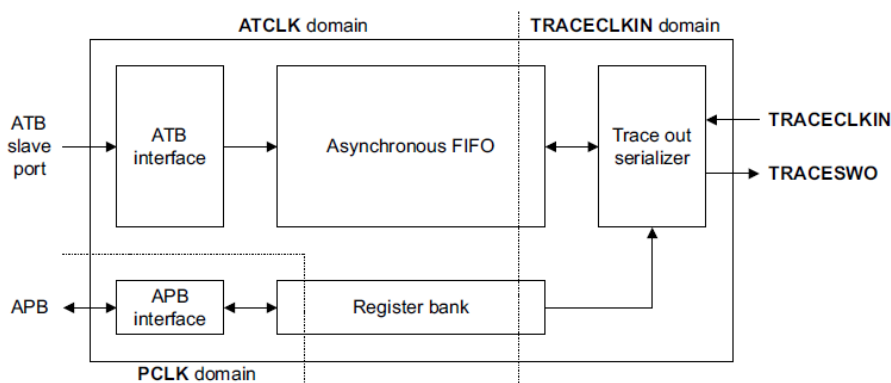 ATCLK domain
TRACECLKIN domain
ATB
slave
port
ATB
interface
Asynchronous FIFO
Trace out
serializer
TRACECLKIN
TRACESWO
APB
APB
interface
Register bank
PCLK domain